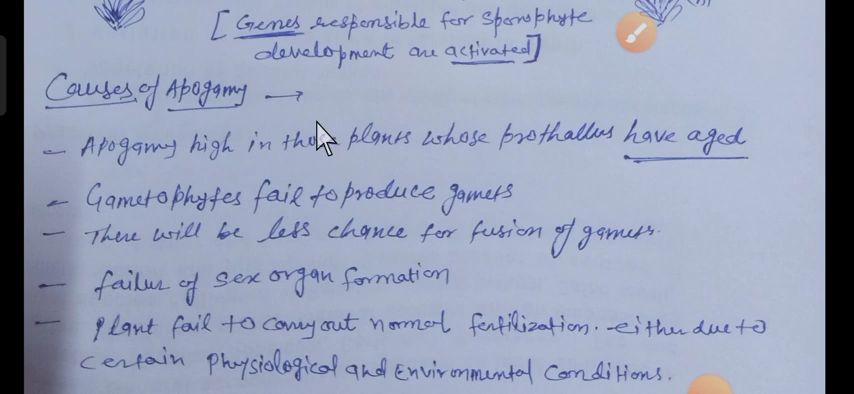 [Genes responsible for Sporophyte
development are activated]
Causes of Apogamy →
– Apogamy high in those plants whose prothallus have aged
– Gametophytes fail to produce gamets
– There will be less chance for fusion of gamets.
– failur of sex organ formation
– Plant fail to carry out normal fertilization. either due to
certain Physiological and Environmental Conditions.